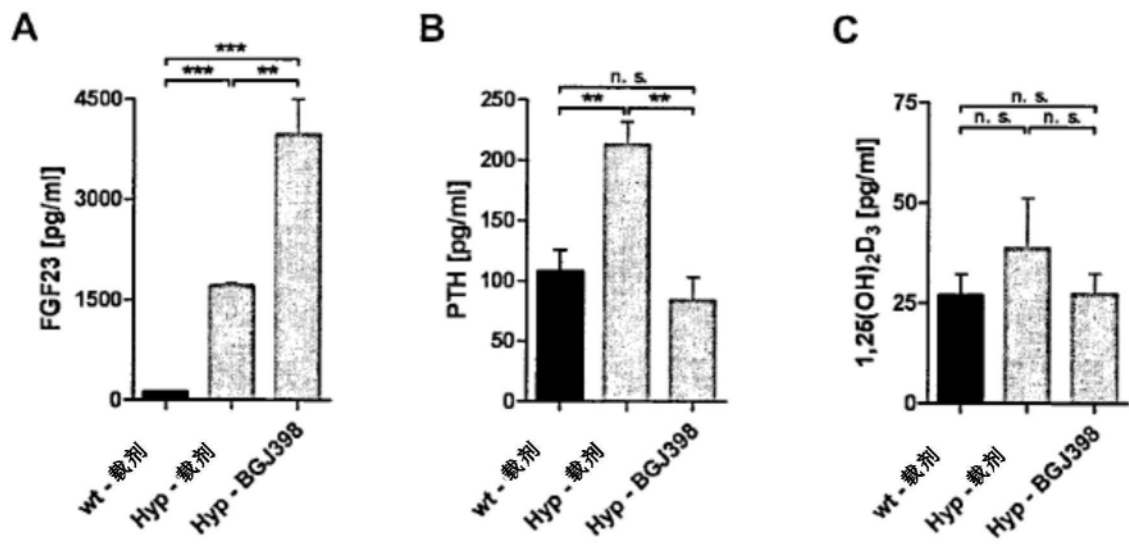 A
***
*** **
FGF23 [pg/ml]
4500
3000
1500
0
wt - 载剂
Hyp - 载剂
Hyp - BGJ398
B
n. s.
** **
PTH [pg/ml]
250
200
150
100
50
0
wt - 载剂
Hyp - 载剂
Hyp - BGJ398
C
n. s.
n. s. n. s.
1,25(OH)₂D₃ [pg/ml]
75
50
25
0
wt - 载剂
Hyp - 载剂
Hyp - BGJ398